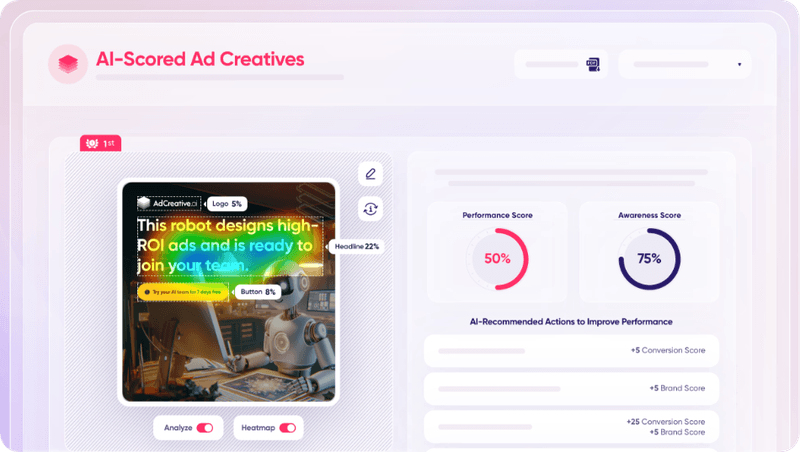 AI-Scored Ad Creatives
PDF
1st
AdCreative.ai
Logo 5%
This robot designs high-
ROI ads and is ready to
join your team.
Headline 22%
Try your AI team for 7 days free
Button 8%
Analyze
Heatmap
Performance Score
50%
Awareness Score
75%
AI-Recommended Actions to Improve Performance
+5 Conversion Score
+5 Brand Score
+25 Conversion Score
+5 Brand Score